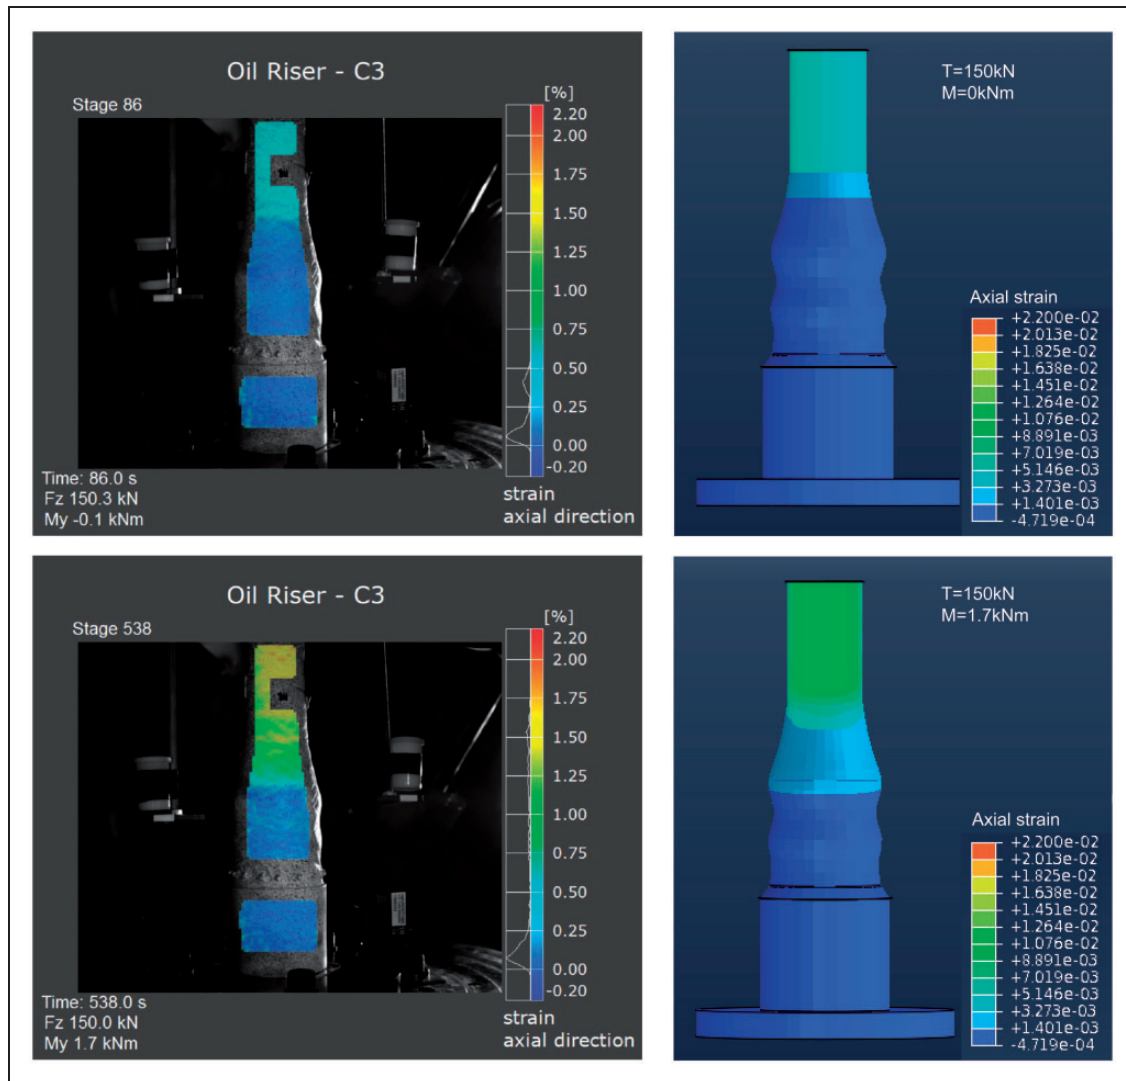 Oil Riser - C3
Stage 86
[%]
2.20
2.00
1.75
1.50
1.25
1.00
0.75
0.50
0.25
0.00
-0.20
strain
axial direction
Time: 86.0 s
Fz 150.3 kN
My -0.1 kNm
T=150kN
M=0kNm
Axial strain
+2.200e-02
+2.013e-02
+1.825e-02
+1.638e-02
+1.451e-02
+1.264e-02
+1.076e-02
+8.891e-03
+7.019e-03
+5.146e-03
+3.273e-03
+1.401e-03
-4.719e-04
Oil Riser - C3
Stage 538
[%]
2.20
2.00
1.75
1.50
1.25
1.00
0.75
0.50
0.25
0.00
-0.20
strain
axial direction
Time: 538.0 s
Fz 150.0 kN
My 1.7 kNm
T=150kN
M=1.7kNm
Axial strain
+2.200e-02
+2.013e-02
+1.825e-02
+1.638e-02
+1.451e-02
+1.264e-02
+1.076e-02
+8.891e-03
+7.019e-03
+5.146e-03
+3.273e-03
+1.401e-03
-4.719e-04